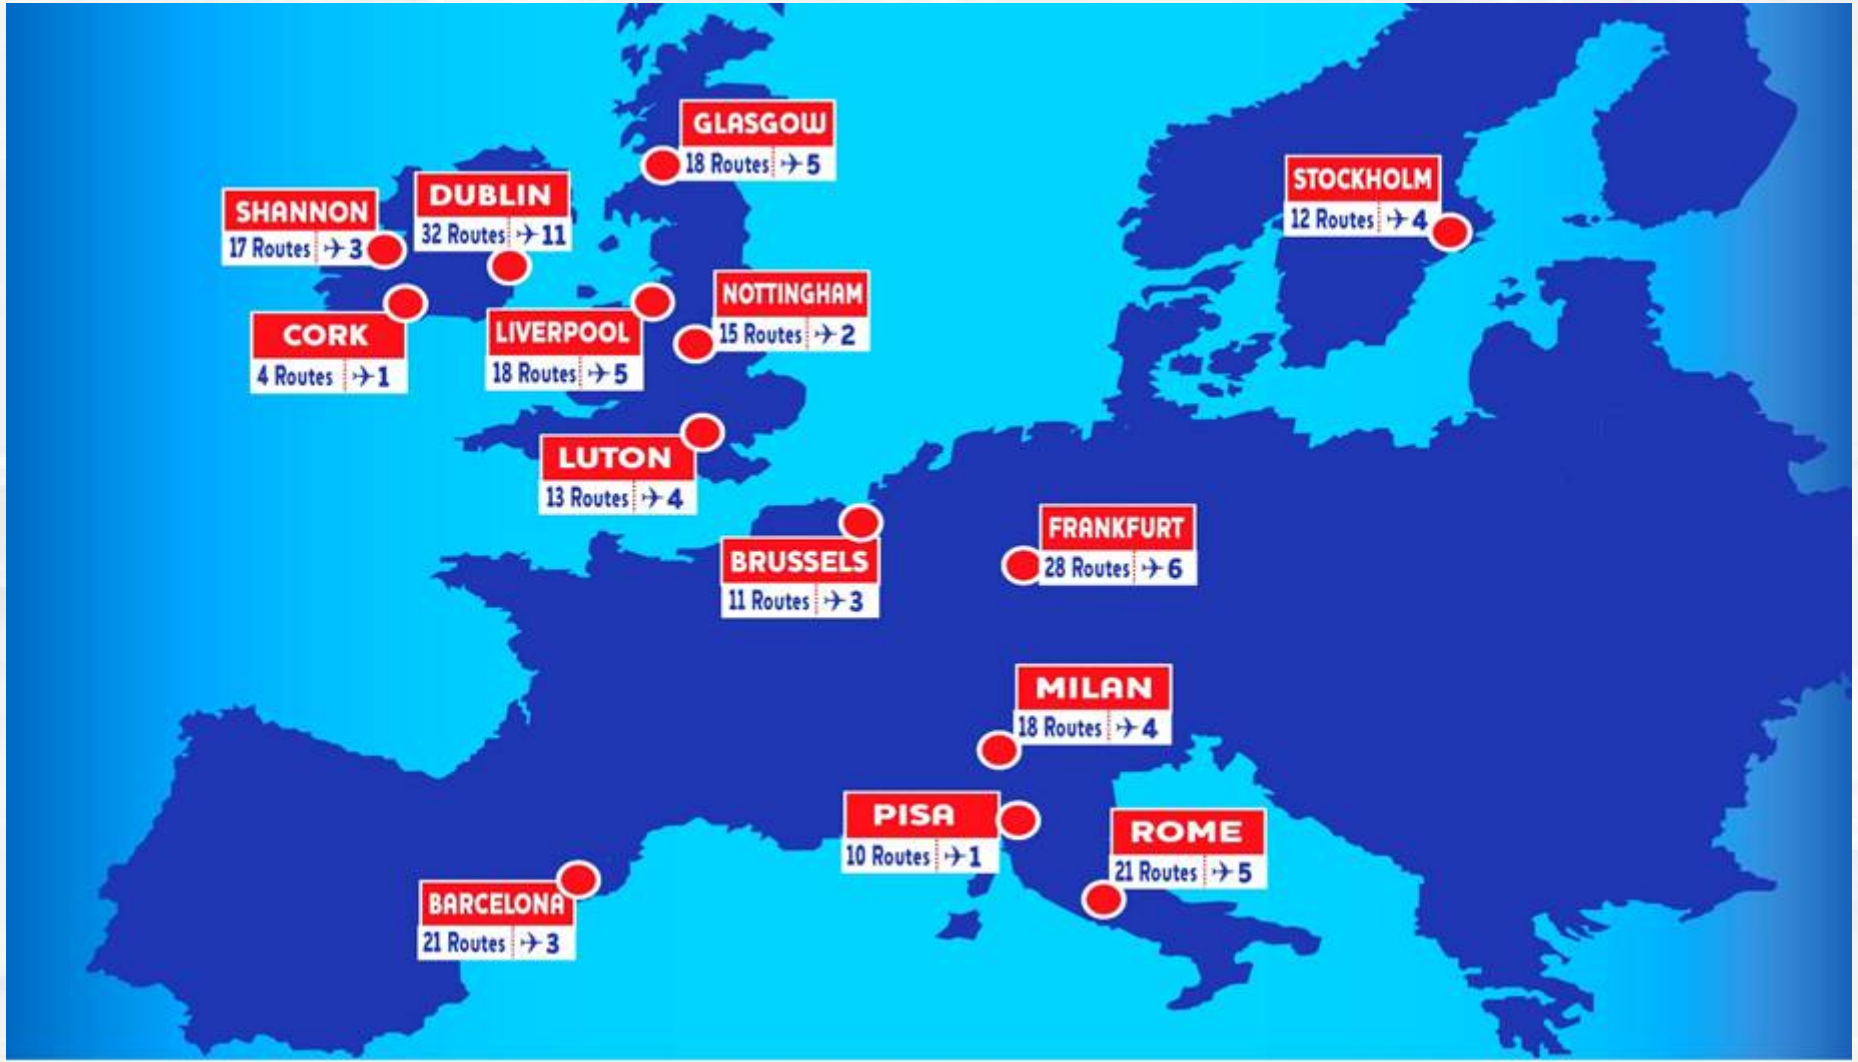 GLASGOW
18 Routes 5
STOCKHOLM
12 Routes 4
SHANNON
17 Routes 3
DUBLIN
32 Routes 11
NOTTINGHAM
15 Routes 2
CORK
4 Routes 1
LIVERPOOL
18 Routes 5
LUTON
13 Routes 4
BRUSSELS
11 Routes 3
FRANKFURT
28 Routes 6
MILAN
18 Routes 4
PISA
10 Routes 1
ROME
21 Routes 5
BARCELONA
21 Routes 3